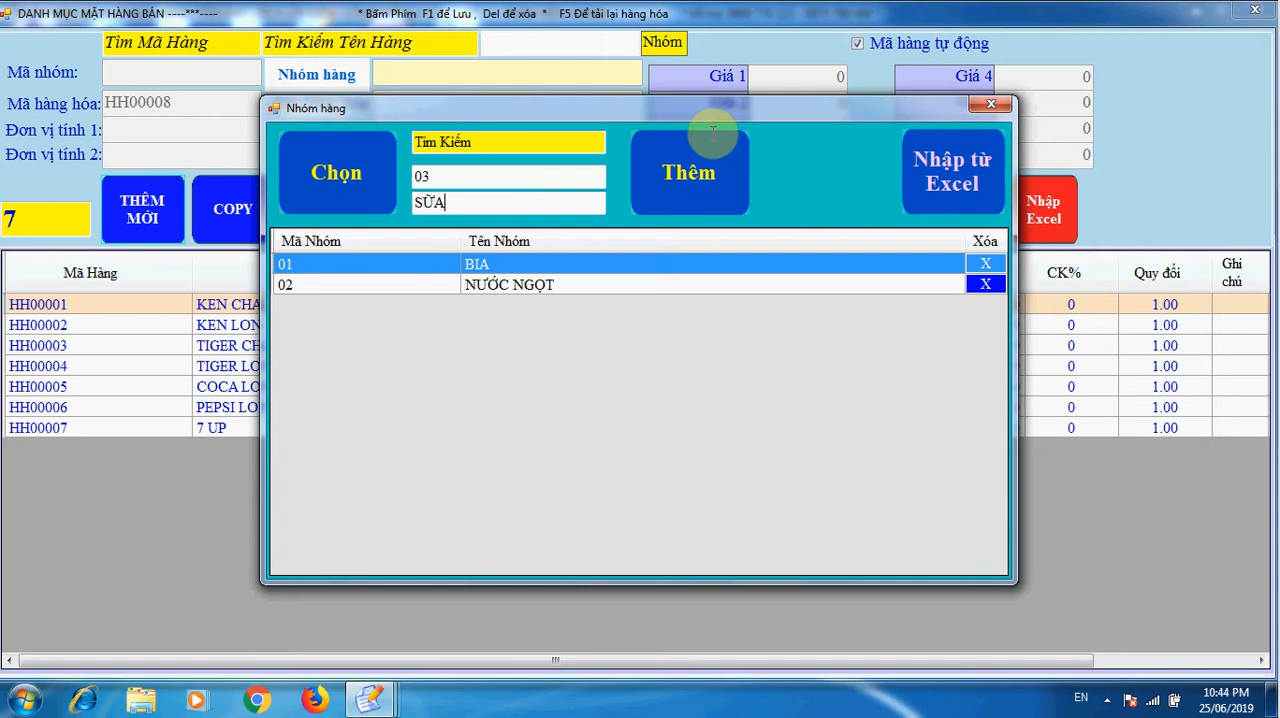 DANH MỤC MẶT HÀNG BÁN ----***---- * Bấm Phím F1 để Lưu , Del để xóa * F5 Để tải lại hàng hóa
Tìm Mã Hàng Tìm Kiếm Tên Hàng Nhóm Mã hàng tự động
Mã nhóm: Nhóm hàng Giá 1 0 Giá 4 0
Mã hàng hóa: HH00008 0
Đơn vị tính 1: 0
Đơn vị tính 2: 0
7 THÊM MỚI COPY Nhập Excel
Nhóm hàng
Chọn Tìm Kiếm Thêm Nhập từ Excel
03
SỮA
Mã Nhóm Tên Nhóm Xóa
01 BIA X
02 NƯỚC NGỌT X
Mã Hàng CK% Quy đổi Ghi chú
HH00001 KEN CHA 0 1.00
HH00002 KEN LON 0 1.00
HH00003 TIGER CH 0 1.00
HH00004 TIGER LO 0 1.00
HH00005 COCA LO 0 1.00
HH00006 PEPSI LO 0 1.00
HH00007 7 UP 0 1.00
EN 10:44 PM
25/06/2019